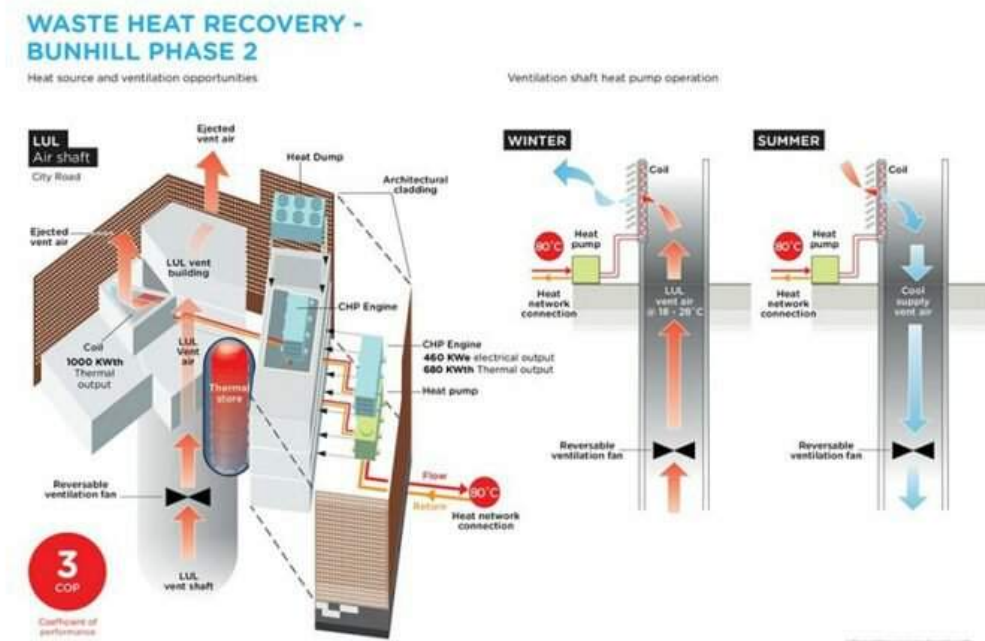 WASTE HEAT RECOVERY -
BUNHILL PHASE 2
Heat source and ventilation opportunities
LUL
Air shaft
City Road
Ejected
vent air
Heat Dump
Architectural
cladding
Ejected
vent air
LUL vent
building
CHP Engine
Coil
1000 KWth
Thermal
output
LUL
Vent
air
Thermal
store
CHP Engine
460 KWe electrical output
680 KWth Thermal output
Heat pump
Reversable
ventilation fan
Flow
Return
80°C
Heat network
connection
LUL
vent shaft
3
COP
Coefficient of
performance
Ventilation shaft heat pump operation
WINTER
Coil
80°C
Heat
pump
Heat
network
connection
LUL
vent air
@ 18 - 28°C
Reversable
ventilation fan
SUMMER
Coil
80°C
Heat
pump
Heat
network
connection
Cool
supply
vent air
Reversable
ventilation fan